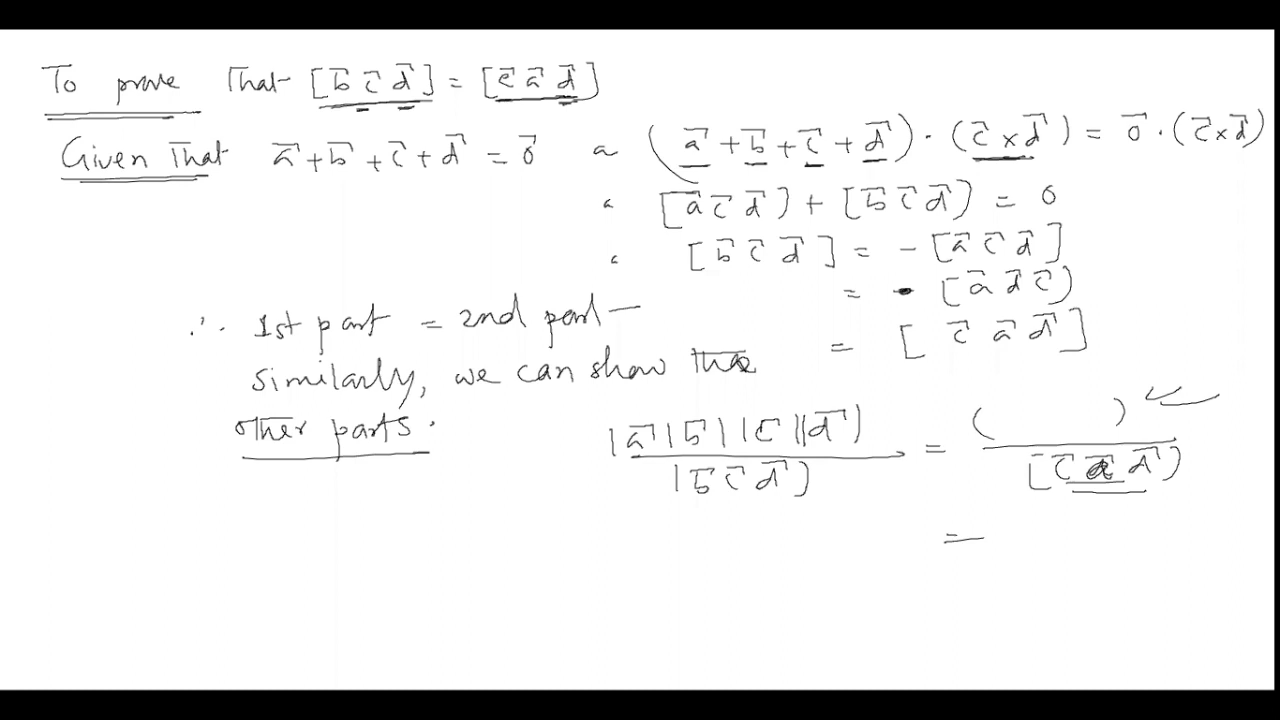 To prove That [b⃗ c⃗ d⃗] = [c⃗ a⃗ d⃗]
Given That a⃗ + b⃗ + c⃗ + d⃗ = 0⃗
(a⃗ + b⃗ + c⃗ + d⃗) · (c⃗ × d⃗) = 0⃗ · (c⃗ × d⃗)
[a⃗ c⃗ d⃗] + [b⃗ c⃗ d⃗) = 0
[b⃗ c⃗ d⃗] = - [a⃗ c⃗ d⃗]
= [a⃗ d⃗ c⃗)
= [c⃗ a⃗ d⃗]
∴ 1st part = 2nd part
similarly, we can show the
other parts.
|a⃗| |b⃗| |c⃗| |d⃗| / |b⃗ c⃗ d⃗) = ( ) / [c⃗ a⃗ d⃗)
=